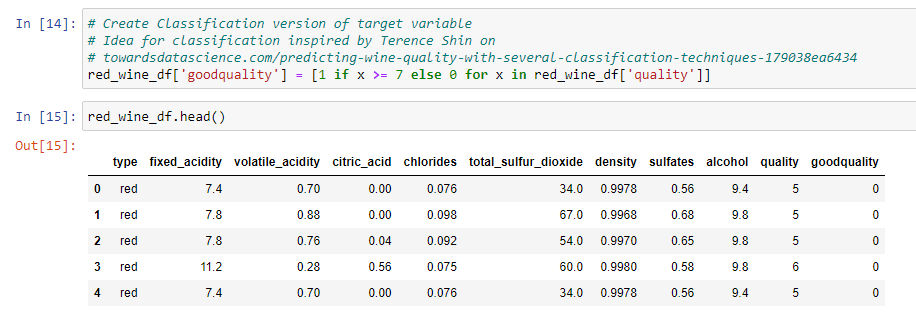 In [14]: # Create Classification version of target variable
# Idea for classification inspired by Terence Shin on
# towardsdatascience.com/predicting-wine-quality-with-several-classification-techniques-179038ea6434
red_wine_df['goodquality'] = [1 if x >= 7 else 0 for x in red_wine_df['quality']]
In [15]: red_wine_df.head()
Out[15]:
type fixed_acidity volatile_acidity citric_acid chlorides total_sulfur_dioxide density sulfates alcohol quality goodquality
0 red 7.4 0.70 0.00 0.076 34.0 0.9978 0.56 9.4 5 0
1 red 7.8 0.88 0.00 0.098 67.0 0.9968 0.68 9.8 5 0
2 red 7.8 0.76 0.04 0.092 54.0 0.9970 0.65 9.8 5 0
3 red 11.2 0.28 0.56 0.075 60.0 0.9980 0.58 9.8 6 0
4 red 7.4 0.70 0.00 0.076 34.0 0.9978 0.56 9.4 5 0